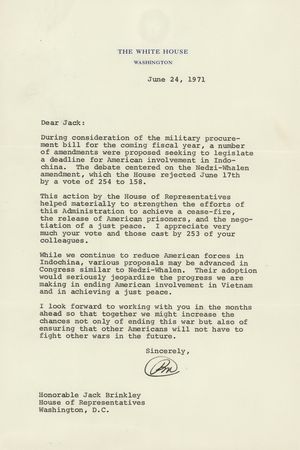 THE WHITE HOUSE
WASHINGTON
June 24, 1971
Dear Jack:
During consideration of the military procure-
ment bill for the coming fiscal year, a number
of amendments were proposed seeking to legislate
a deadline for American involvement in Indo-
china. The debate centered on the Nedzi-Whalen
amendment, which the House rejected June 17th
by a vote of 254 to 158.
This action by the House of Representatives
helped materially to strengthen the efforts of
this Administration to achieve a cease-fire,
the release of American prisoners, and the nego-
tiation of a just peace. I appreciate very
much your vote and those cast by 253 of your
colleagues.
While we continue to reduce American forces in
Indochina, various proposals may be advanced in
Congress similar to Nedzi-Whalen. Their adoption
would seriously jeopardize the progress we are
making in ending American involvement in Vietnam
and in achieving a just peace.
I look forward to working with you in the months
ahead so that together we might increase the
chances not only of ending this war but also of
ensuring that other Americans will not have to
fight other wars in the future.
Sincerely,
Honorable Jack Brinkley
House of Representatives
Washington, D.C.